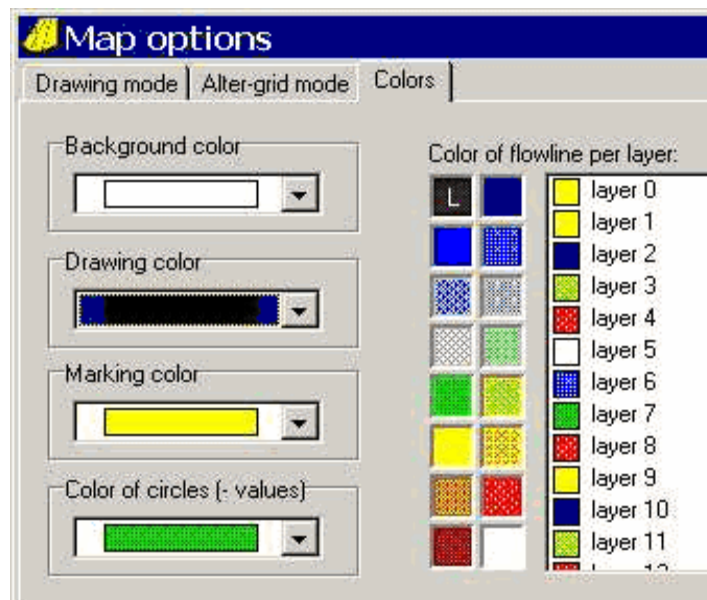 Map options
Drawing mode
Alter-grid mode
Colors
Background color
Drawing color
Marking color
Color of circles (- values)
Color of flowline per layer:
L
layer 0
layer 1
layer 2
layer 3
layer 4
layer 5
layer 6
layer 7
layer 8
layer 9
layer 10
layer 11